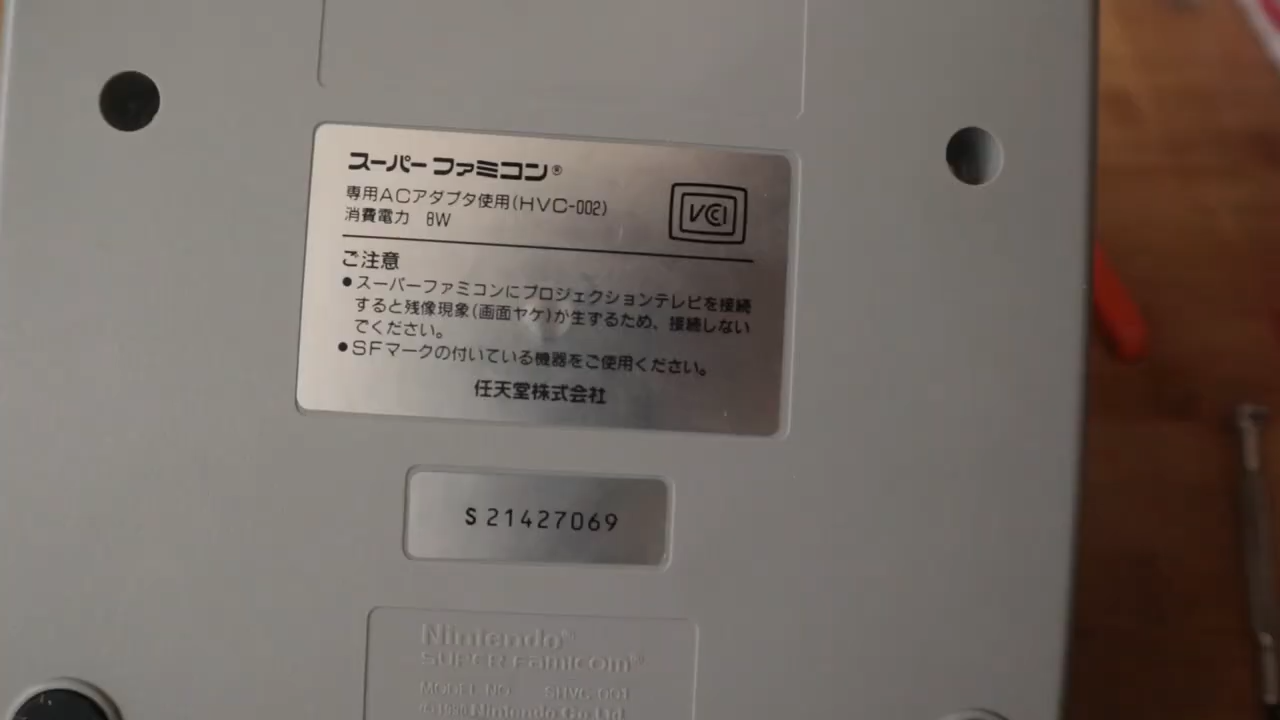 スーパーファミコン®
専用ACアダプタ使用(HVC-002)
消費電力 8W
VCCI
ご注意
●スーパーファミコンにプロジェクションテレビを接続
すると残像現象(画面ヤケ)が生ずるため、接続しない
でください。
●SFマークの付いている機器をご使用ください。
任天堂株式会社
S 21427069
Nintendo®
SUPER Famicom®
MODEL NO. SHVC-001
©1990 Nintendo Co., Ltd.